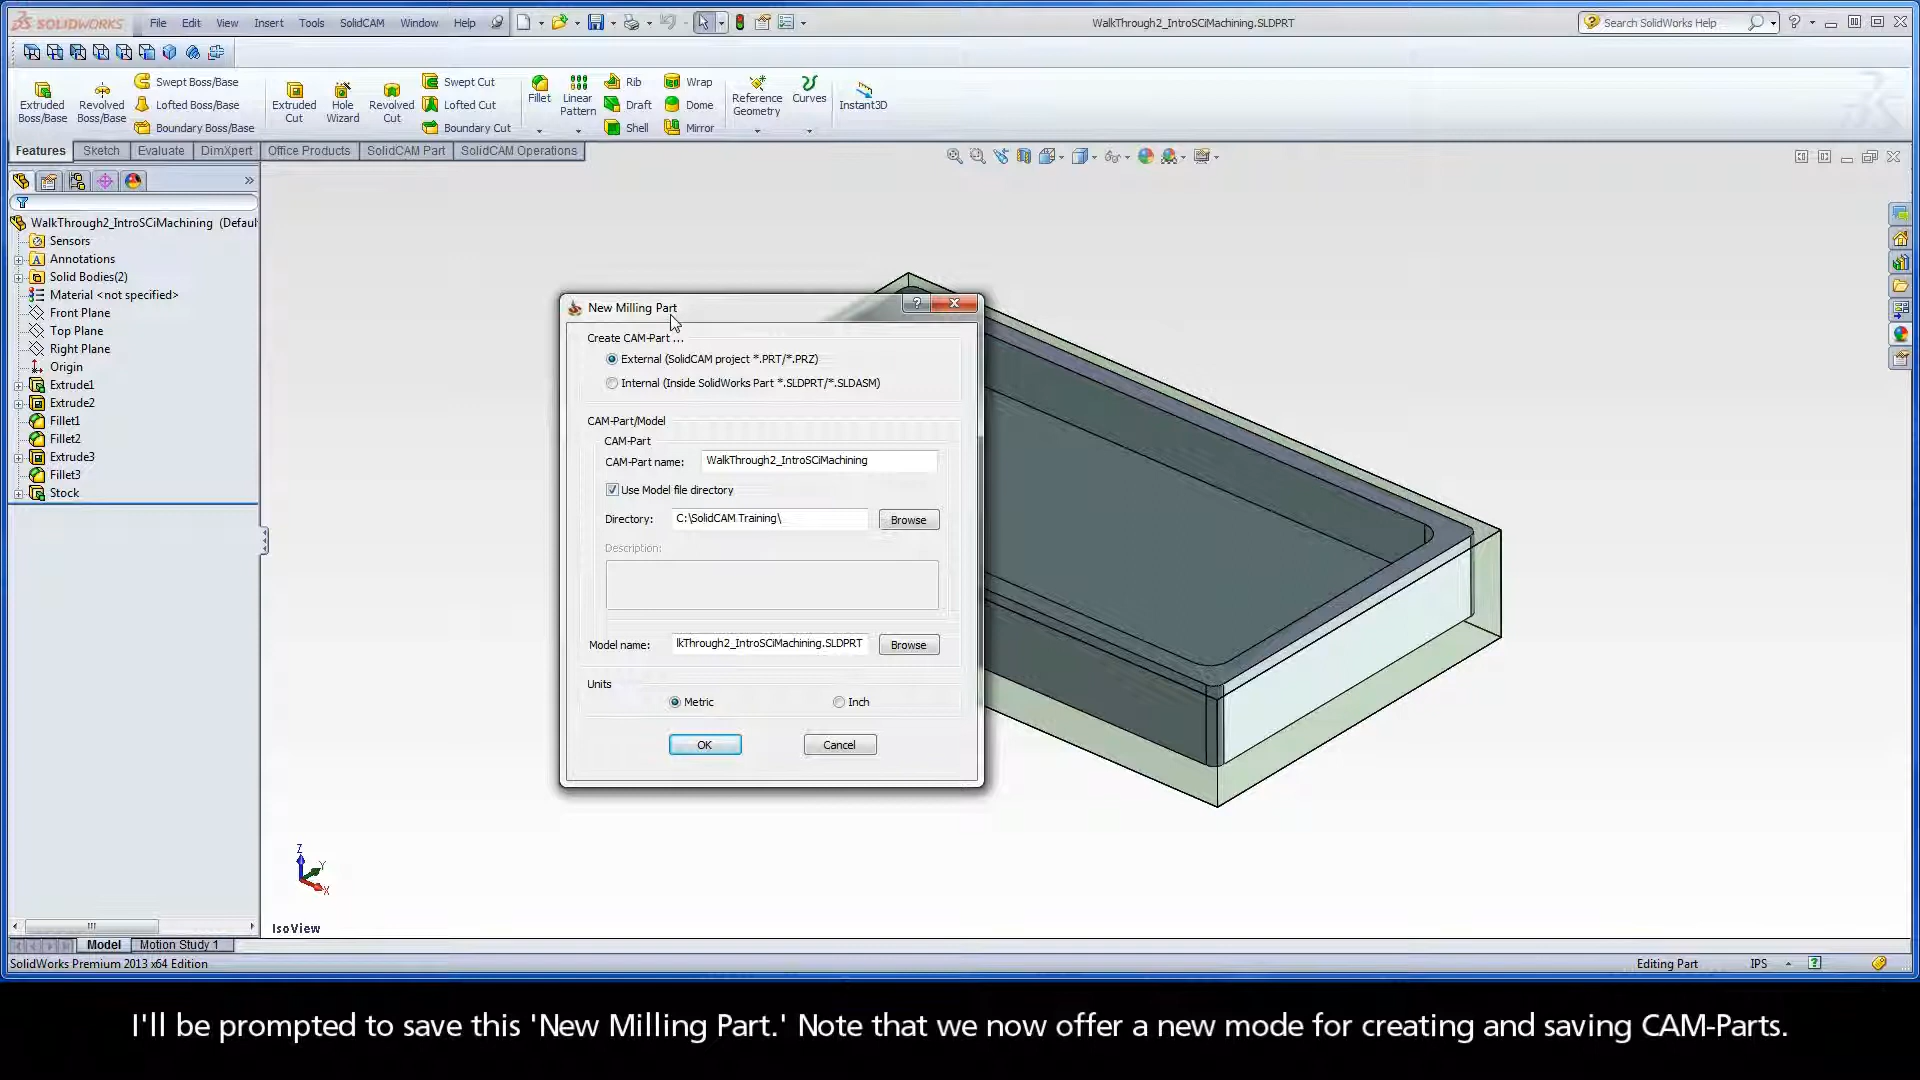 SOLIDWORKS File Edit View Insert Tools SolidCAM Window Help WalkThrough2_IntroSCiMachining.SLDPRT Search SolidWorks Help
Extruded Boss/Base
Revolved Boss/Base
Swept Boss/Base
Lofted Boss/Base
Boundary Boss/Base
Extruded Cut
Hole Wizard
Revolved Cut
Swept Cut
Lofted Cut
Boundary Cut
Fillet
Linear Pattern
Rib
Draft
Shell
Wrap
Dome
Mirror
Reference Geometry
Curves
Instant3D
Features Sketch Evaluate DimXpert Office Products SolidCAM Part SolidCAM Operations
WalkThrough2_IntroSCiMachining (Defaul
Sensors
Annotations
Solid Bodies(2)
Material <not specified>
Front Plane
Top Plane
Right Plane
Origin
Extrude1
Extrude2
Fillet1
Fillet2
Extrude3
Fillet3
Stock
New Milling Part
Create CAM-Part ...
External (SolidCAM project *.PRT/*.PRZ)
Internal (Inside SolidWorks Part *.SLDPRT/*.SLDASM)
CAM-Part/Model
CAM-Part
CAM-Part name: WalkThrough2_IntroSCiMachining
Use Model file directory
Directory: C:\SolidCAM Training\ Browse
Description:
Model name: lkThrough2_IntroSCiMachining.SLDPRT Browse
Units
Metric Inch
OK Cancel
Z
Y
X
IsoView
Model Motion Study 1
SolidWorks Premium 2013 x64 Edition Editing Part IPS
I'll be prompted to save this 'New Milling Part.' Note that we now offer a new mode for creating and saving CAM-Parts.